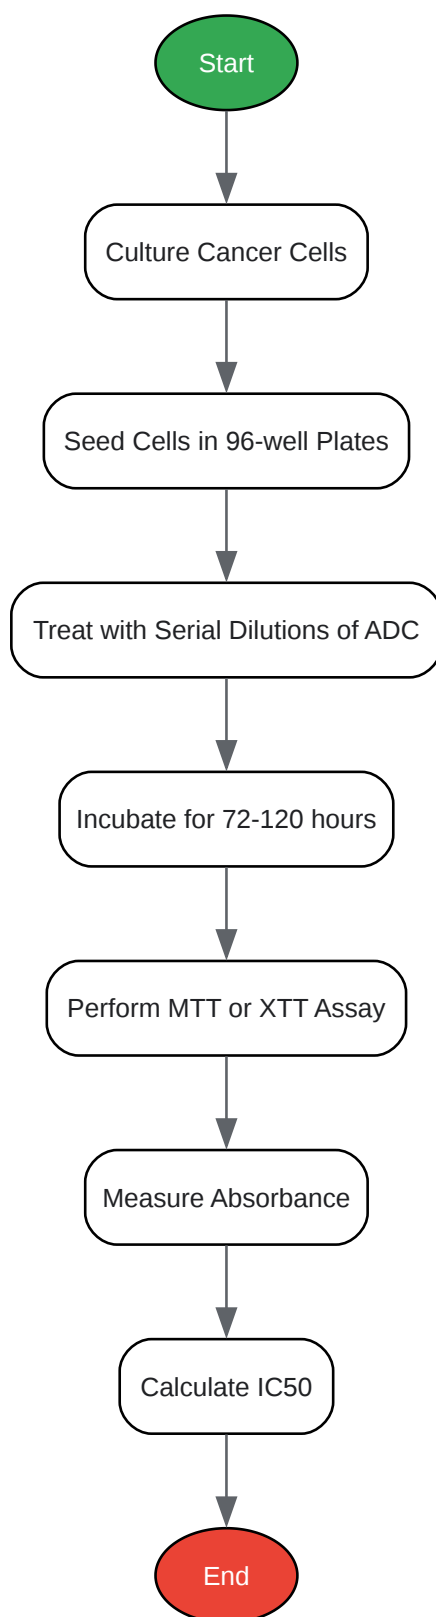 Start
Culture Cancer Cells
Seed Cells in 96-well Plates
Treat with Serial Dilutions of ADC
Incubate for 72-120 hours
Perform MTT or XTT Assay
Measure Absorbance
Calculate IC50
End